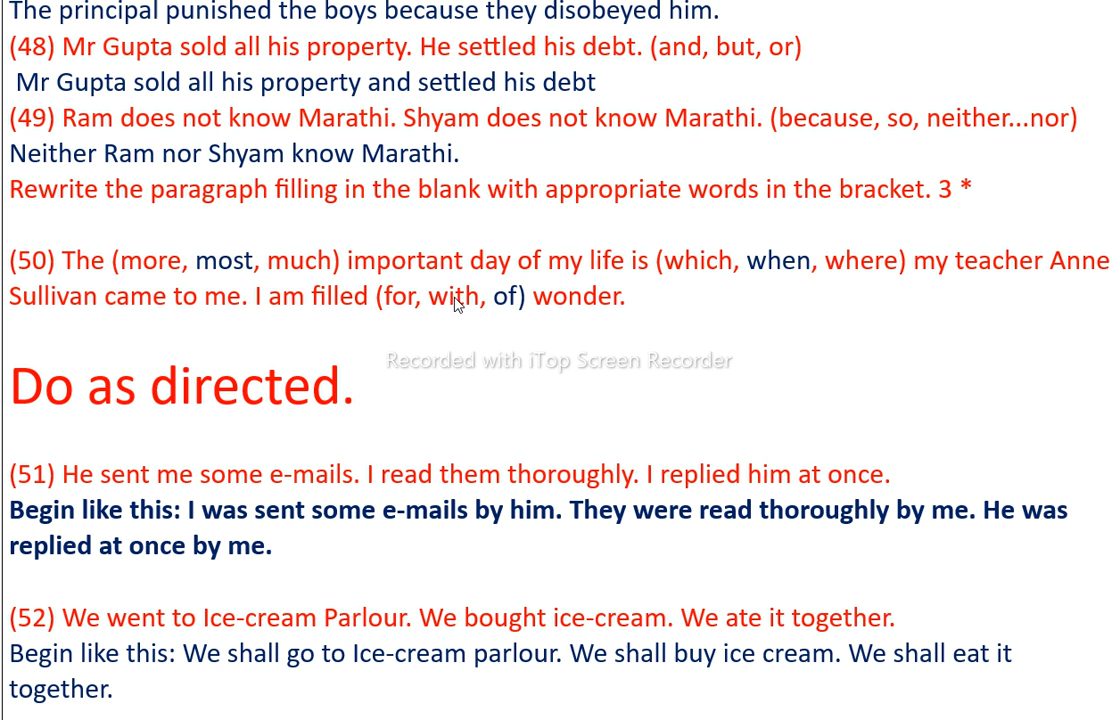 The principal punished the boys because they disobeyed him.
(48) Mr Gupta sold all his property. He settled his debt. (and, but, or)
Mr Gupta sold all his property and settled his debt
(49) Ram does not know Marathi. Shyam does not know Marathi. (because, so, neither...nor)
Neither Ram nor Shyam know Marathi.
Rewrite the paragraph filling in the blank with appropriate words in the bracket. 3 *
(50) The (more, most, much) important day of my life is (which, when, where) my teacher Anne
Sullivan came to me. I am filled (for, with, of) wonder.
Recorded with iTop Screen Recorder
Do as directed.
(51) He sent me some e-mails. I read them thoroughly. I replied him at once.
Begin like this: I was sent some e-mails by him. They were read thoroughly by me. He was
replied at once by me.
(52) We went to Ice-cream Parlour. We bought ice-cream. We ate it together.
Begin like this: We shall go to Ice-cream parlour. We shall buy ice cream. We shall eat it
together.